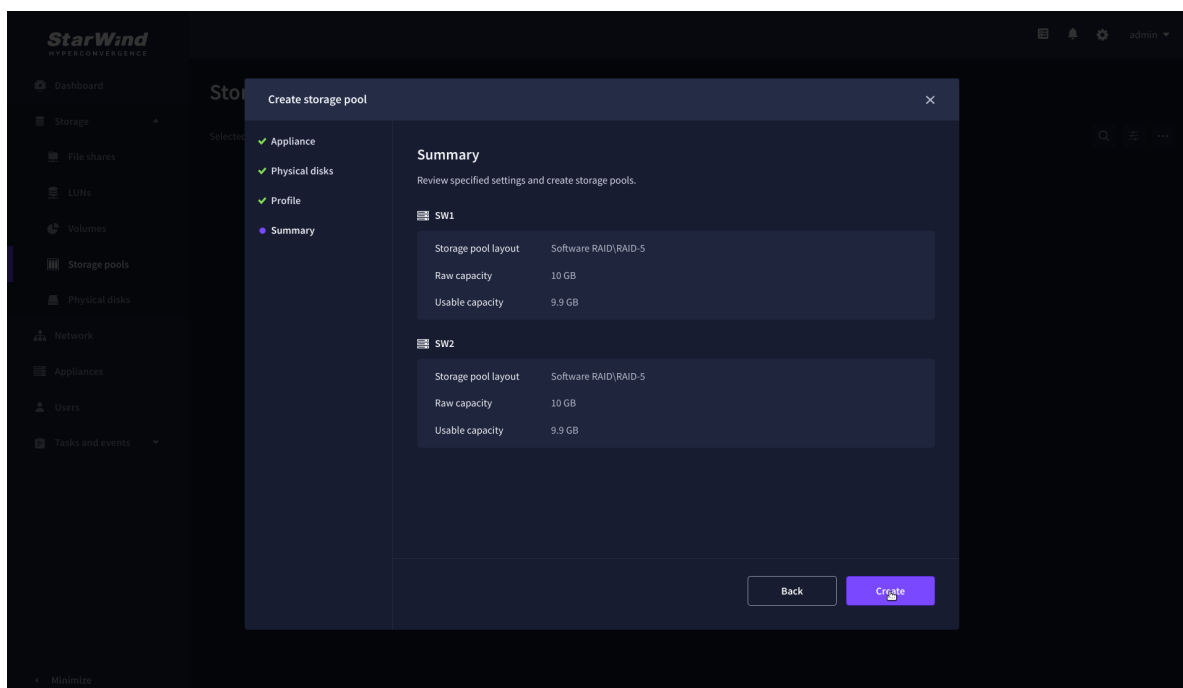 StarWind
HYPERCONVERGENCE
admin
Dashboard
Storage
File shares
LUNs
Volumes
Storage pools
Physical disks
Network
Appliances
Users
Tasks and events
Minimize
Stor
Selected
Create storage pool
Appliance
Physical disks
Profile
Summary
Summary
Review specified settings and create storage pools.
SW1
Storage pool layout Software RAID\RAID-5
Raw capacity 10 GB
Usable capacity 9.9 GB
SW2
Storage pool layout Software RAID\RAID-5
Raw capacity 10 GB
Usable capacity 9.9 GB
Back
Create